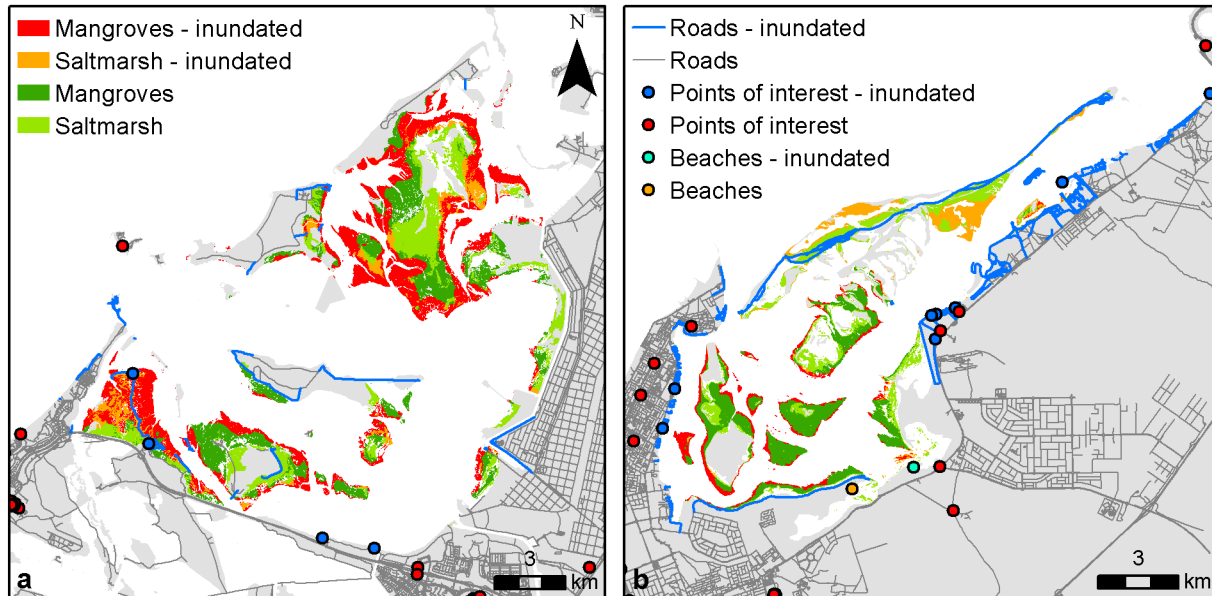 Mangroves - inundated
Saltmarsh - inundated
Mangroves
Saltmarsh
N
a
3
km
Roads - inundated
Roads
Points of interest - inundated
Points of interest
Beaches - inundated
Beaches
b
3
km